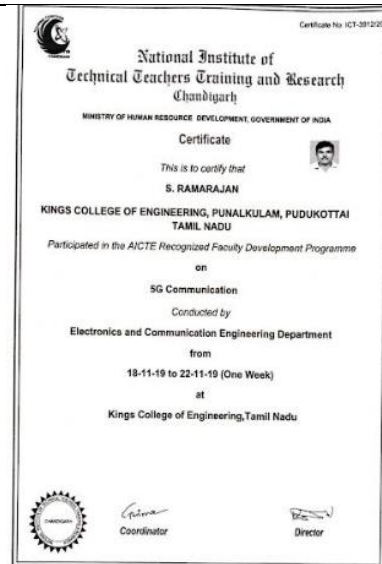 Certificate No: ICT-3912/20
National Institute of
Technical Teachers Training and Research
Chandigarh
MINISTRY OF HUMAN RESOURCE DEVELOPMENT, GOVERNMENT OF INDIA
Certificate
This is to certify that
S. RAMARAJAN
KINGS COLLEGE OF ENGINEERING, PUNALKULAM, PUDUKOTTAI
TAMIL NADU
Participated in the AICTE Recognized Faculty Development Programme
on
5G Communication
Conducted by
Electronics and Communication Engineering Department
from
18-11-19 to 22-11-19 (One Week)
at
Kings College of Engineering,Tamil Nadu
CHANDIGARH
Coordinator
Director